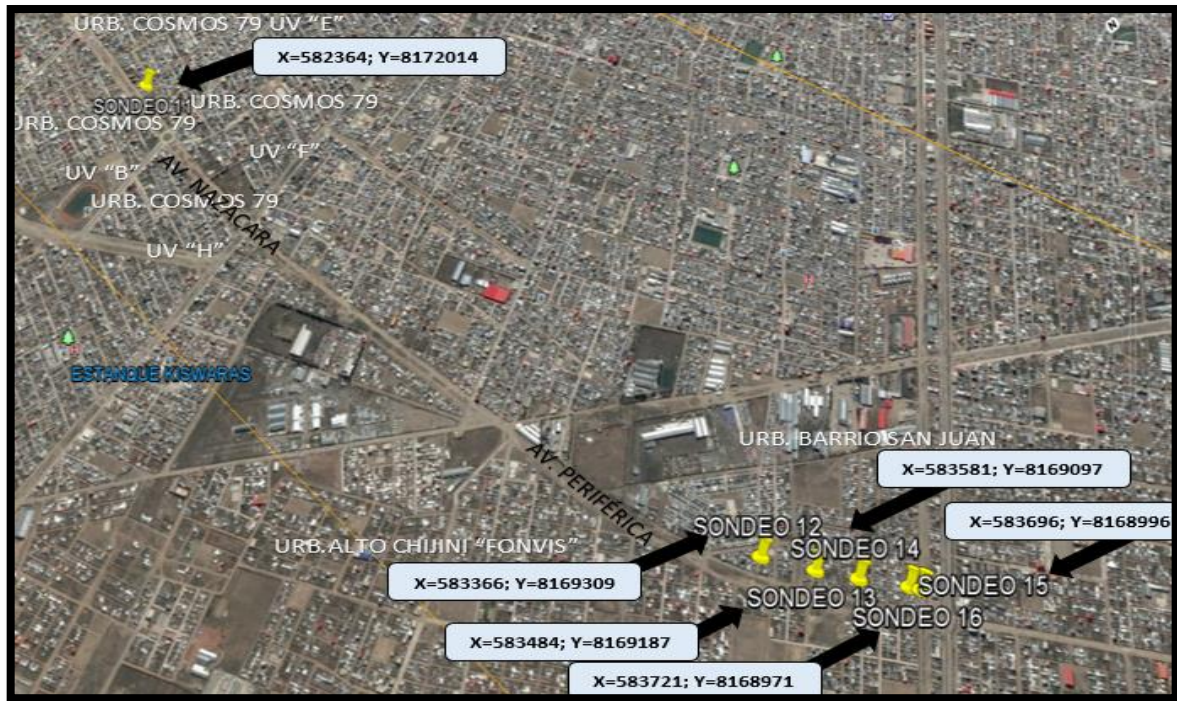 URB. COSMOS 79 UV "E"
X=582364; Y=8172014
SONDEO 11
URB. COSMOS 79
URB. COSMOS 79
UV "F"
AV. NAZACARA
UV "B"
URB. COSMOS 79
UV "H"
ESTANQUE KISWARAS
URB. BARRIO SAN JUAN
AV. PERIFÉRICA
X=583581; Y=8169097
X=583696; Y=8168996
SONDEO 12
URB.ALTO CHIJINI "FONVIS"
SONDEO 14
X=583366; Y=8169309
SONDEO 15
SONDEO 13
SONDEO 16
X=583484; Y=8169187
X=583721; Y=8168971
N